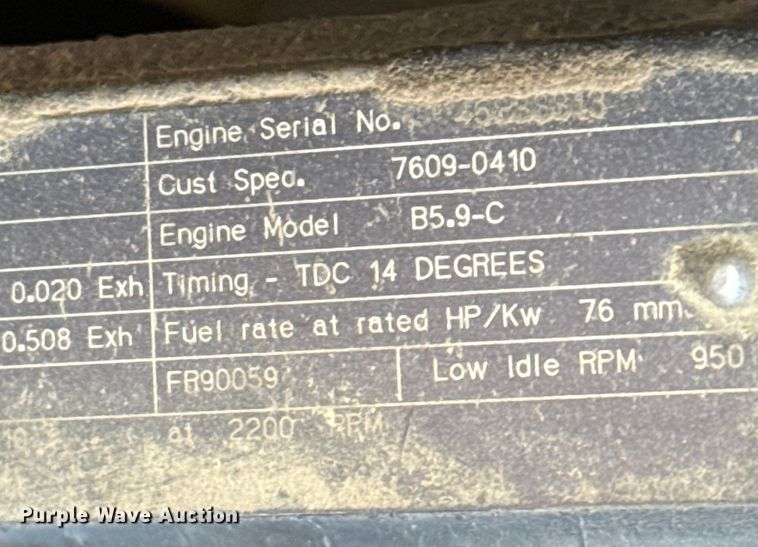 Engine Serial No.
Cust Spec. 7609-0410
Engine Model B5.9-C
0.020 Exh Timing - TDC 14 DEGREES
0.508 Exh Fuel rate at rated HP/Kw 76 mm
FR90059 Low Idle RPM 950
at 2200 RPM
Purple Wave Auction